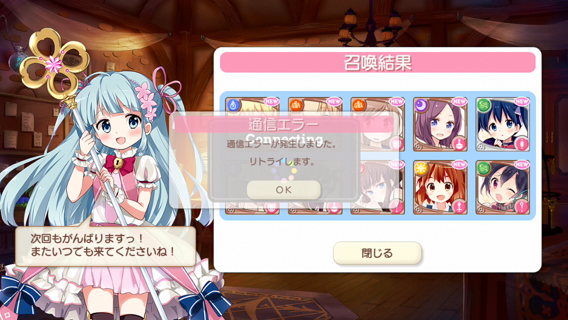 召喚結果
NEW
NEW
NEW
NEW
NEW
通信エラー
Connecting
通信エラーが発生しました。
リトライします。
OK
NEW
NEW
NEW
次回もがんばりますっ！
またいつでも来てくださいね！
閉じる